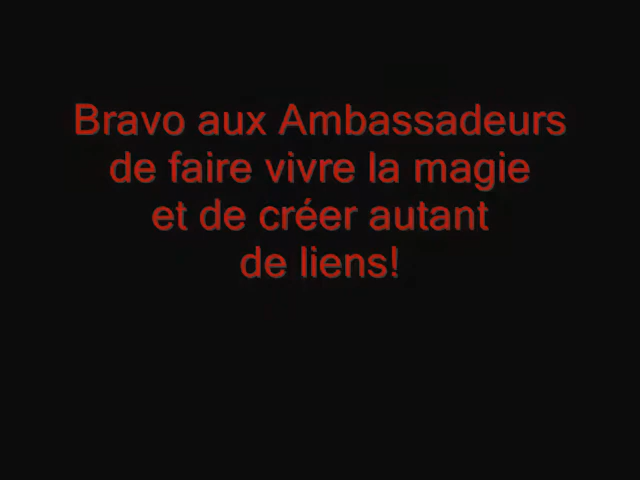 Bravo aux Ambassadeurs
de faire vivre la magie
et de créer autant
de liens!